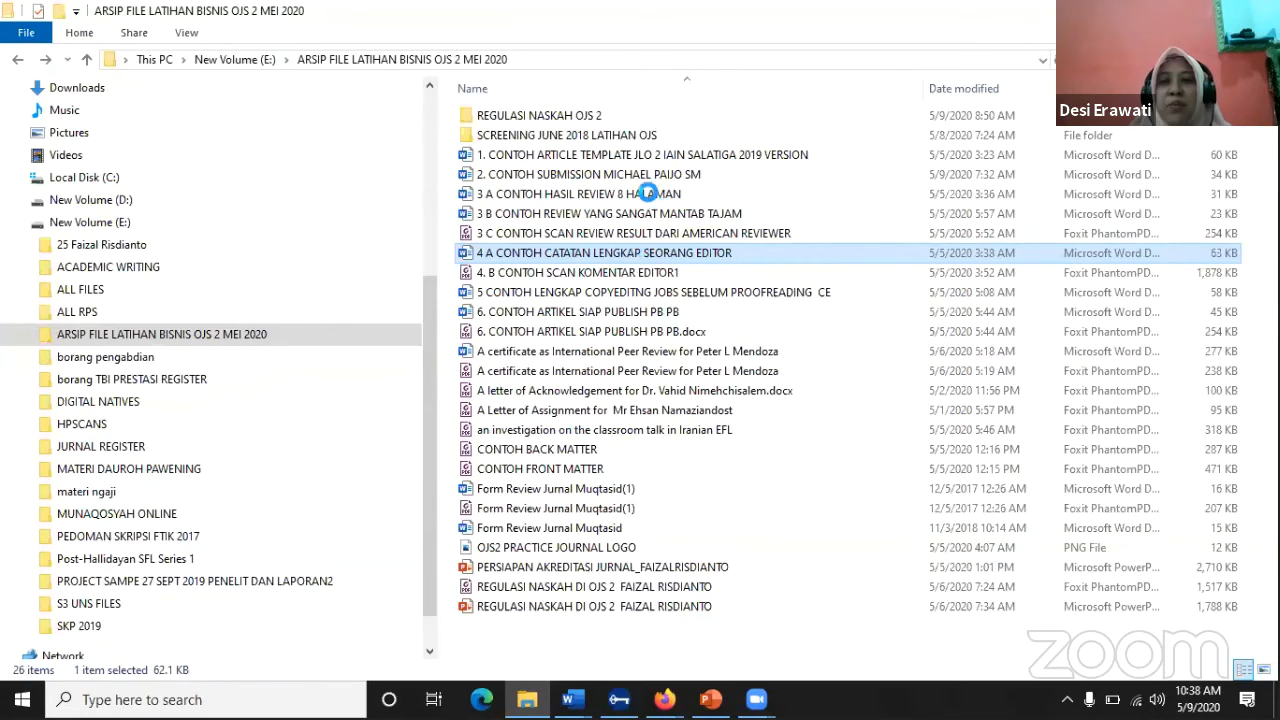 ARSIP FILE LATIHAN BISNIS OJS 2 MEI 2020
File Home Share View
This PC New Volume (E:) ARSIP FILE LATIHAN BISNIS OJS 2 MEI 2020
Desi Erawati
Downloads
Music
Pictures
Videos
Local Disk (C:)
New Volume (D:)
New Volume (E:)
25 Faizal Risdianto
ACADEMIC WRITING
ALL FILES
ALL RPS
ARSIP FILE LATIHAN BISNIS OJS 2 MEI 2020
borang pengabdian
borang TBI PRESTASI REGISTER
DIGITAL NATIVES
HPSCANS
JURNAL REGISTER
MATERI DAUROH PAWENING
materi ngaji
MUNAQOSYAH ONLINE
PEDOMAN SKRIPSI FTIK 2017
Post-Hallidayan SFL Series 1
PROJECT SAMPE 27 SEPT 2019 PENELIT DAN LAPORAN2
S3 UNS FILES
SKP 2019
Network
Name Date modified
REGULASI NASKAH OJS 2 5/9/2020 8:50 AM
SCREENING JUNE 2018 LATIHAN OJS 5/8/2020 7:24 AM File folder
1. CONTOH ARTICLE TEMPLATE JLO 2 IAIN SALATIGA 2019 VERSION 5/5/2020 3:23 AM Microsoft Word D... 60 KB
2. CONTOH SUBMISSION MICHAEL PAIJO SM 5/9/2020 7:32 AM Microsoft Word D... 34 KB
3 A CONTOH HASIL REVIEW 8 HALAMAN 5/5/2020 3:36 AM Microsoft Word D... 31 KB
3 B CONTOH REVIEW YANG SANGAT MANTAB TAJAM 5/5/2020 5:57 AM Microsoft Word D... 23 KB
3 C CONTOH SCAN REVIEW RESULT DARI AMERICAN REVIEWER 5/5/2020 5:52 AM Foxit PhantomPD... 254 KB
4 A CONTOH CATATAN LENGKAP SEORANG EDITOR 5/5/2020 3:38 AM Microsoft Word D... 63 KB
4. B CONTOH SCAN KOMENTAR EDITOR1 5/5/2020 3:52 AM Foxit PhantomPD... 1,878 KB
5 CONTOH LENGKAP COPYEDITNG JOBS SEBELUM PROOFREADING CE 5/5/2020 5:08 AM Microsoft Word D... 58 KB
6. CONTOH ARTIKEL SIAP PUBLISH PB PB 5/5/2020 5:44 AM Microsoft Word D... 45 KB
6. CONTOH ARTIKEL SIAP PUBLISH PB PB.docx 5/5/2020 5:44 AM Foxit PhantomPD... 254 KB
A certificate as International Peer Review for Peter L Mendoza 5/6/2020 5:18 AM Microsoft Word D... 277 KB
A certificate as International Peer Review for Peter L Mendoza 5/6/2020 5:19 AM Foxit PhantomPD... 238 KB
A letter of Acknowledgement for Dr. Vahid Nimehchisalem.docx 5/2/2020 11:56 PM Foxit PhantomPD... 100 KB
A Letter of Assignment for Mr Ehsan Namaziandost 5/1/2020 5:57 PM Foxit PhantomPD... 95 KB
an investigation on the classroom talk in Iranian EFL 5/5/2020 5:46 AM Foxit PhantomPD... 318 KB
CONTOH BACK MATTER 5/5/2020 12:16 PM Foxit PhantomPD... 287 KB
CONTOH FRONT MATTER 5/5/2020 12:15 PM Foxit PhantomPD... 471 KB
Form Review Jurnal Muqtasid(1) 12/5/2017 12:26 AM Microsoft Word D... 16 KB
Form Review Jurnal Muqtasid(1) 12/5/2017 12:26 AM Foxit PhantomPD... 207 KB
Form Review Jurnal Muqtasid 11/3/2018 10:14 AM Microsoft Word D... 15 KB
OJS2 PRACTICE JOURNAL LOGO 5/5/2020 4:07 AM PNG File 12 KB
PERSIAPAN AKREDITASI JURNAL_FAIZALRISDIANTO 5/5/2020 1:01 PM Microsoft PowerP... 2,710 KB
REGULASI NASKAH DI OJS 2 FAIZAL RISDIANTO 5/6/2020 7:24 AM Foxit PhantomPD... 1,517 KB
REGULASI NASKAH DI OJS 2 FAIZAL RISDIANTO 5/6/2020 7:34 AM Microsoft PowerP... 1,788 KB
zoom
26 items 1 item selected 62.1 KB
Type here to search
10:38 AM
5/9/2020